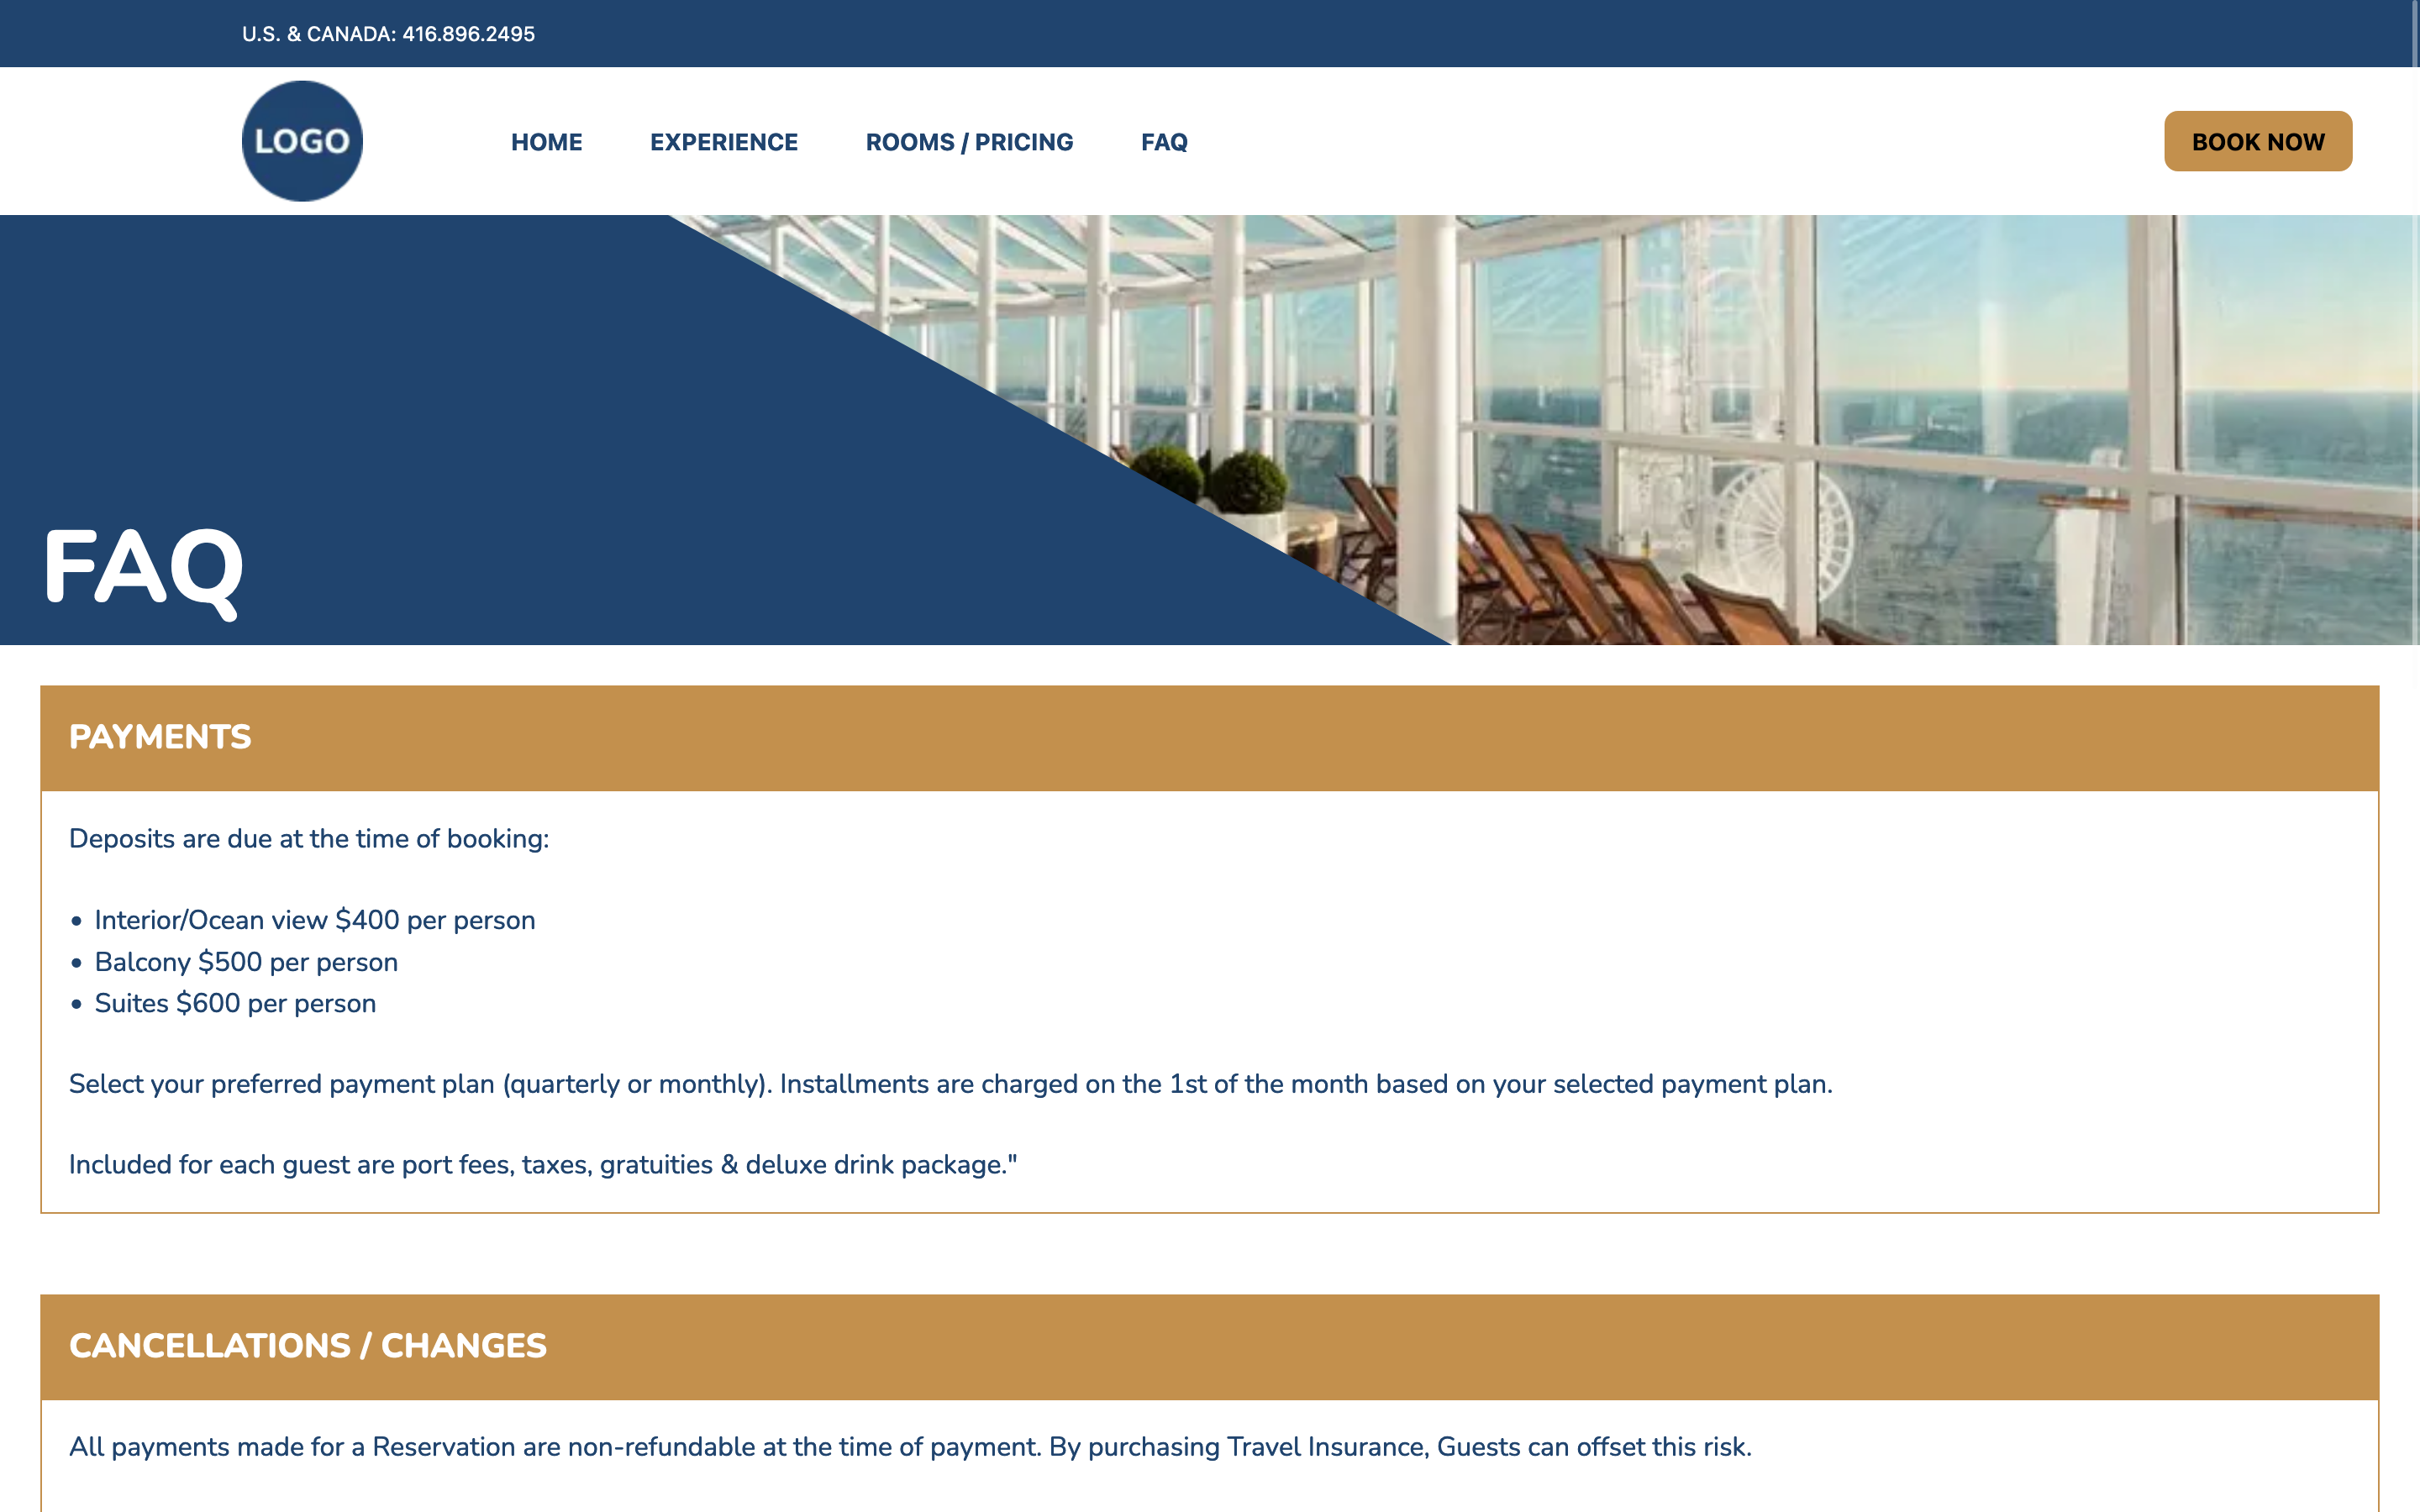 U.S. & CANADA: 416.896.2495
LOGO
HOME
EXPERIENCE
ROOMS / PRICING
FAQ
BOOK NOW
FAQ
PAYMENTS
Deposits are due at the time of booking:
• Interior/Ocean view $400 per person
• Balcony $500 per person
• Suites $600 per person
Select your preferred payment plan (quarterly or monthly). Installments are charged on the 1st of the month based on your selected payment plan.
Included for each guest are port fees, taxes, gratuities & deluxe drink package."
CANCELLATIONS / CHANGES
All payments made for a Reservation are non-refundable at the time of payment. By purchasing Travel Insurance, Guests can offset this risk.